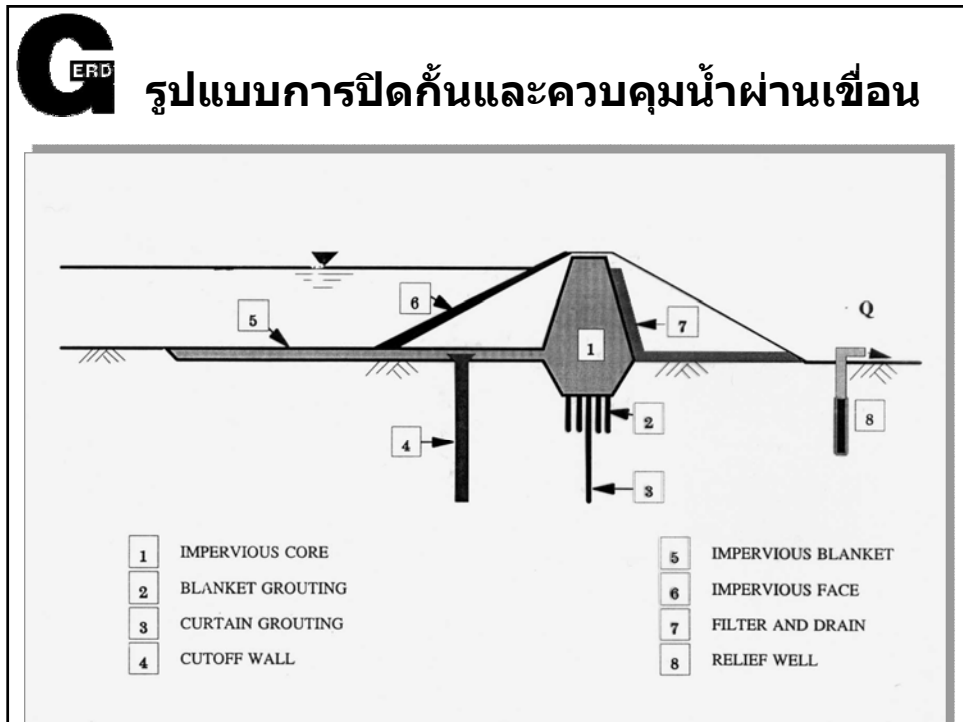 G
ERD
รูปแบบการปิดกั้นและควบคุมน้ำผ่านเขื่อน
6
5
Q
7
1
8
2
4
3
1 IMPERVIOUS CORE
2 BLANKET GROUTING
3 CURTAIN GROUTING
4 CUTOFF WALL
5 IMPERVIOUS BLANKET
6 IMPERVIOUS FACE
7 FILTER AND DRAIN
8 RELIEF WELL